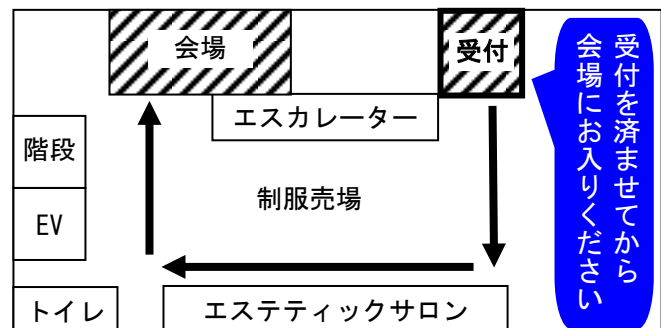 会場
受付
エスカレーター
階段
EV
制服売場
トイレ
エステティックサロン
受付を済ませてから
会場にお入りください